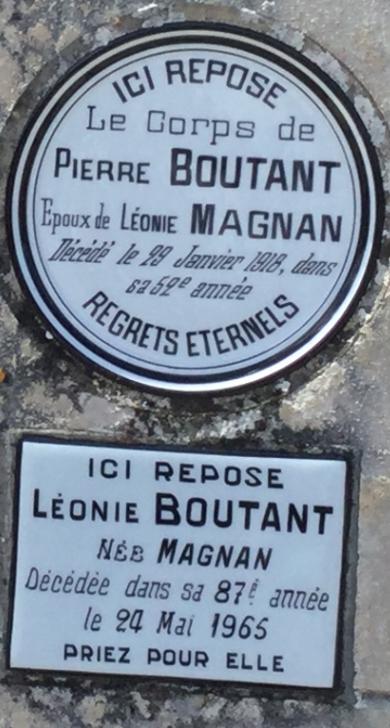 ICI REPOSE
Le Corps de
PIERRE BOUTANT
Epoux de LÉONIE MAGNAN
Décédé le 29 Janvier 1918, dans
sa 62e année
REGRETS ETERNELS
ICI REPOSE
LÉONIE BOUTANT
NÉE MAGNAN
Décédée dans sa 87e année
le 24 Mai 1965
PRIEZ POUR ELLE